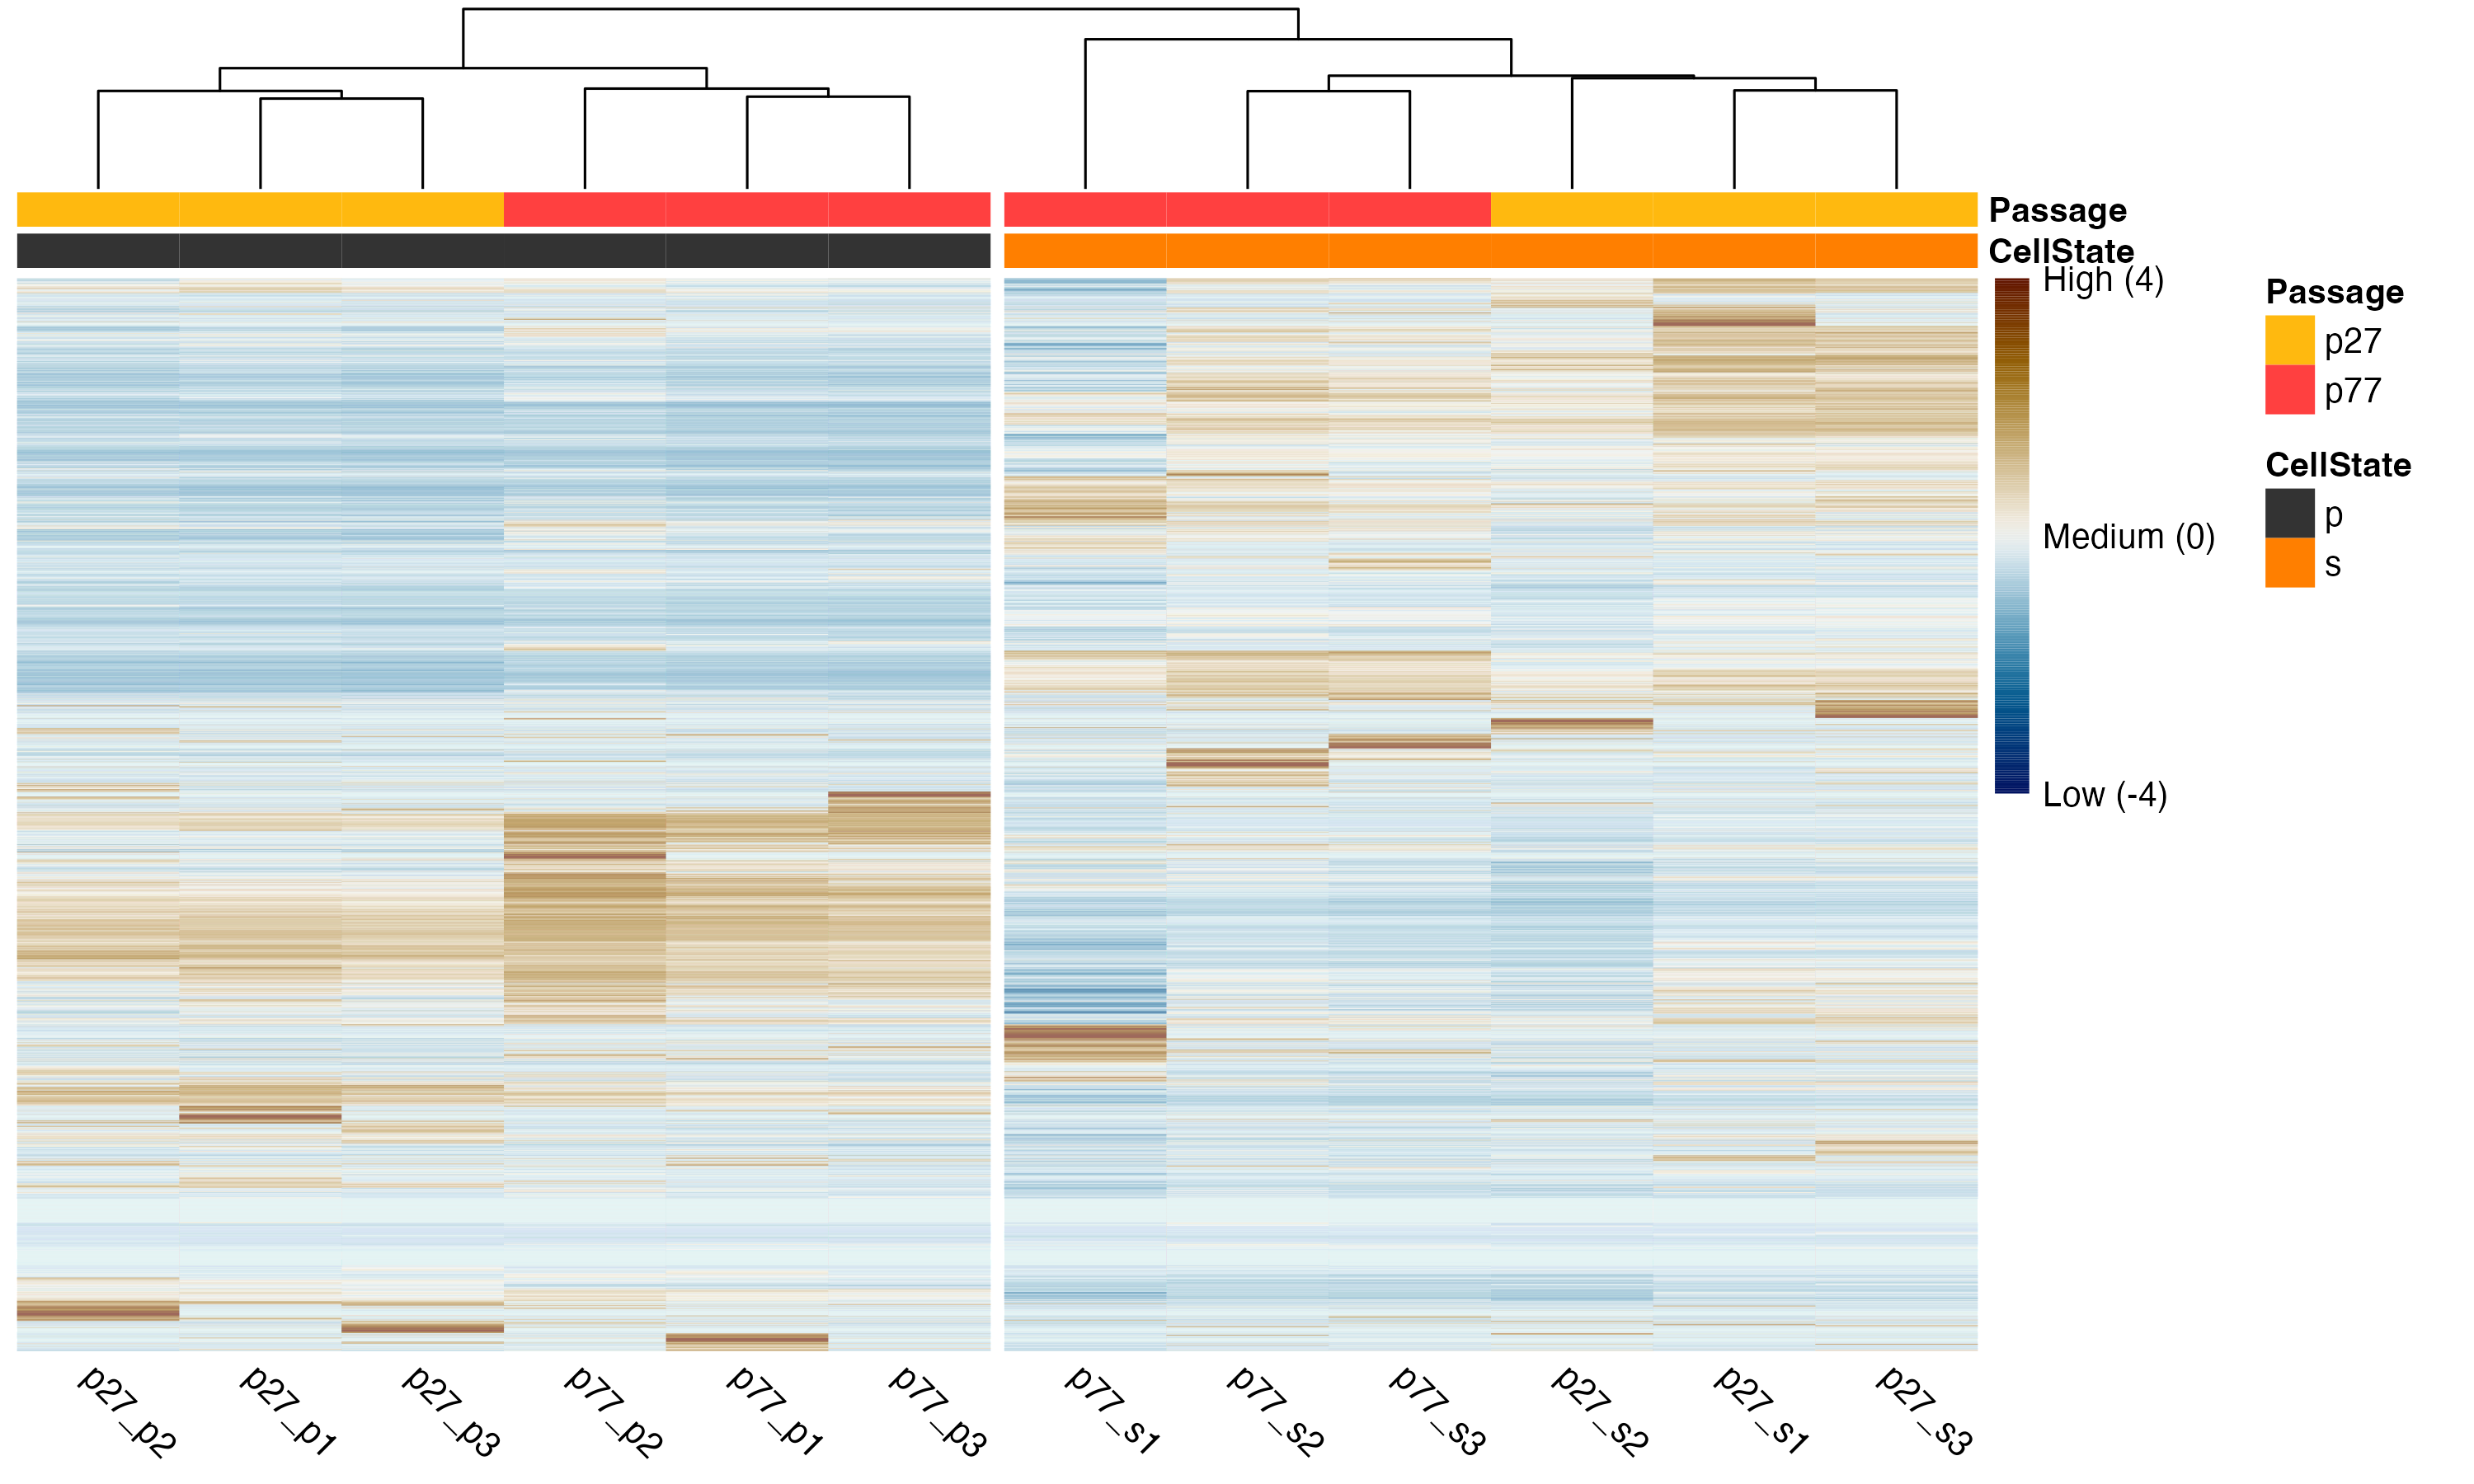 Passage
CellState
High (4)
Medium (0)
Low (-4)
Passage
p27
p77
CellState
p
s
p27_p2
p27_p1
p27_p3
p77_p2
p77_p1
p77_p3
p77_s1
p77_s2
p77_s3
p27_s2
p27_s1
p27_s3